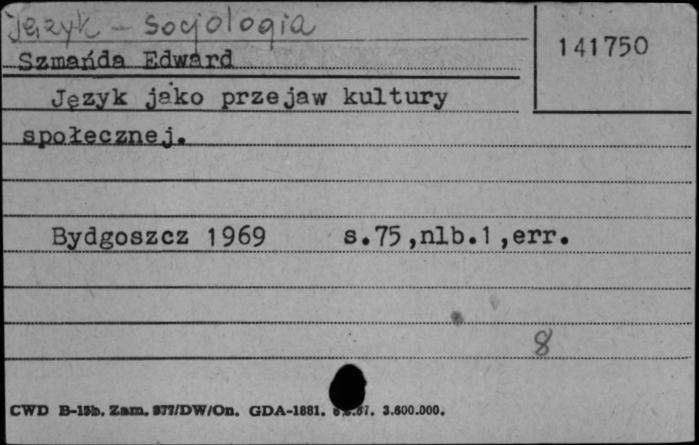 język – socjologia
141750
Szmańda Edward
Język jako przejaw kultury
społecznej.
Bydgoszcz 1969 s.75,nlb.1,err.
8
CWD B-15b. Zam. 977/DW/On. GDA-1881. 3.600.000.